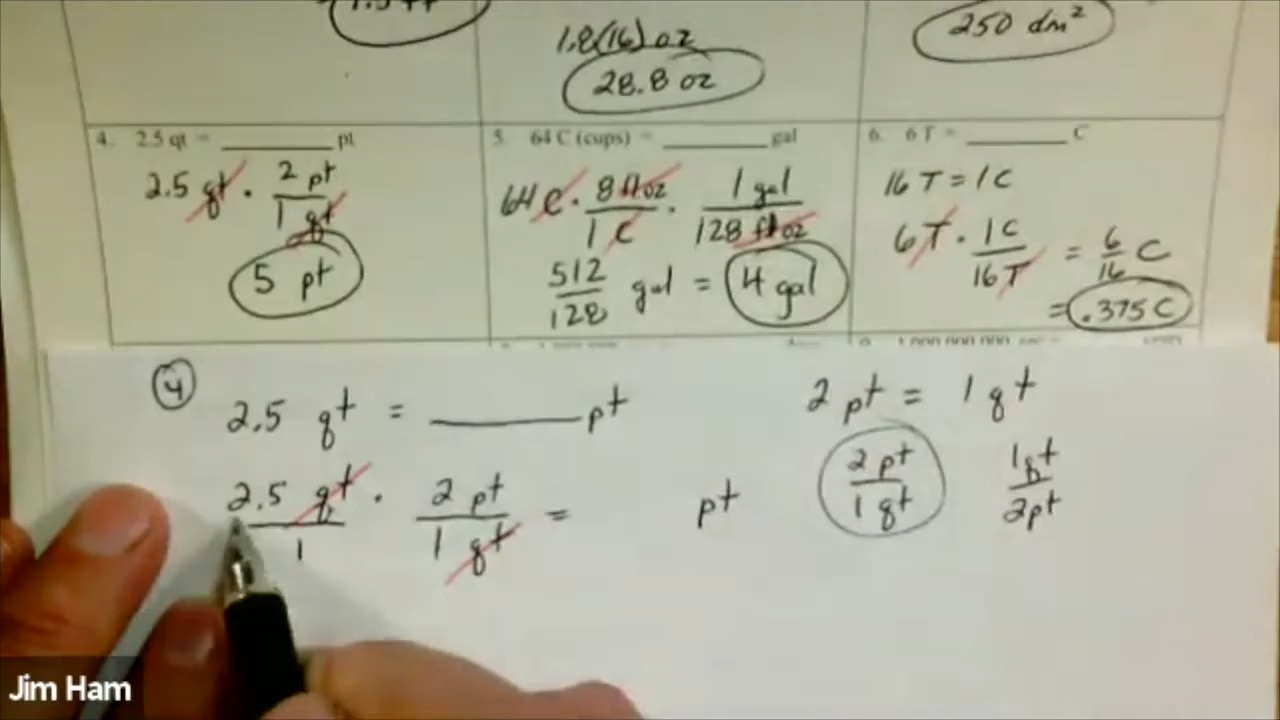 1.8(16) oz
28.8 oz
250 dm²
4. 2.5 qt = ________ pt
2.5 qt · 2 pt / 1 qt
5 pt
5. 64 C (cups) = ________ gal
64 C · 8 fl oz / 1 C · 1 gal / 128 fl oz
512 / 128 gal = 4 gal
6. 6 T = ________ C
16 T = 1 C
6 T · 1 C / 16 T = 6 / 16 C
= .375 C
4
2.5 qt = ________ pt
2 pt = 1 qt
2.5 qt / 1 · 2 pt / 1 qt = pt
2 pt / 1 qt
1 qt / 2 pt
Jim Ham